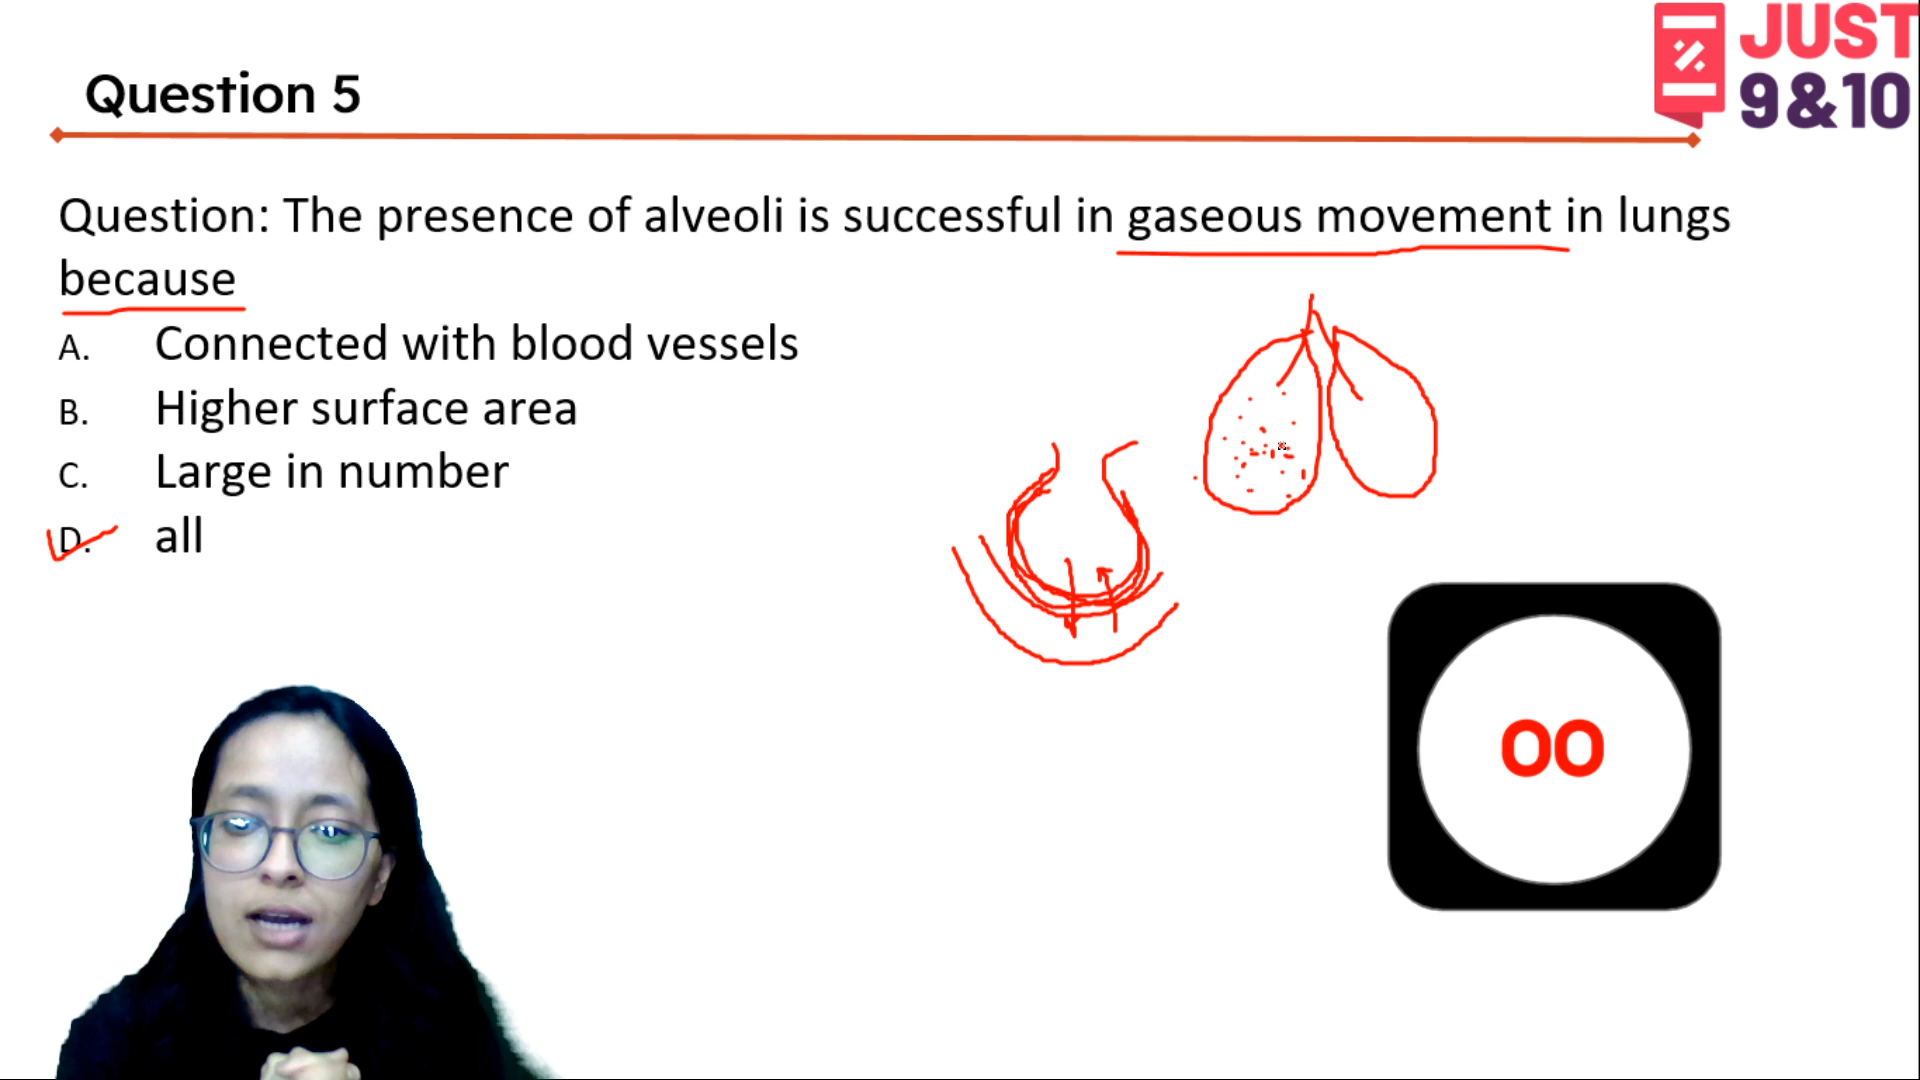 JUST
9&10
Question 5
Question: The presence of alveoli is successful in gaseous movement in lungs
because
A. Connected with blood vessels
B. Higher surface area
C. Large in number
D. all
00